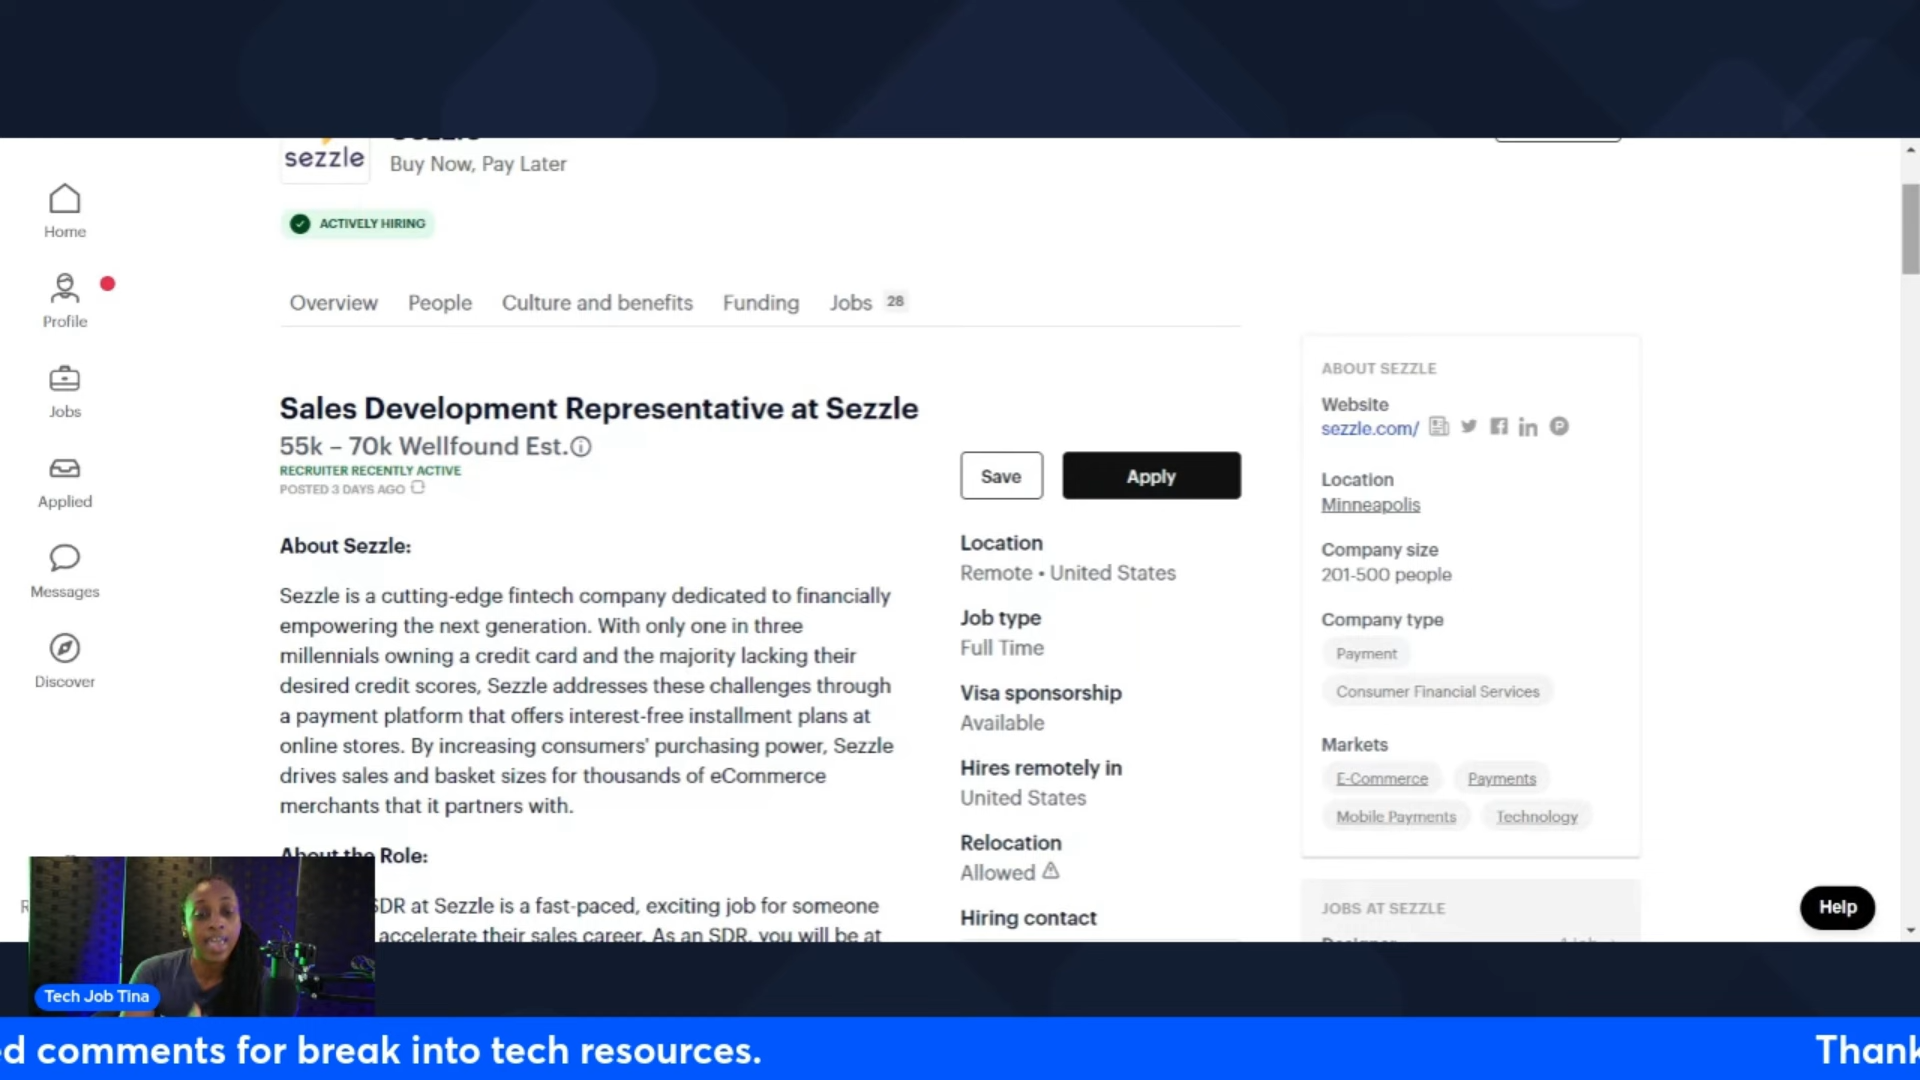 sezzle
Buy Now, Pay Later
ACTIVELY HIRING
Home
Profile
Jobs
Applied
Messages
Discover
Overview
People
Culture and benefits
Funding
Jobs 28
Sales Development Representative at Sezzle
55k – 70k Wellfound Est.
RECRUITER RECENTLY ACTIVE
POSTED 3 DAYS AGO
Save
Apply
About Sezzle:
Sezzle is a cutting-edge fintech company dedicated to financially
empowering the next generation. With only one in three
millennials owning a credit card and the majority lacking their
desired credit scores, Sezzle addresses these challenges through
a payment platform that offers interest-free installment plans at
online stores. By increasing consumers' purchasing power, Sezzle
drives sales and basket sizes for thousands of eCommerce
merchants that it partners with.
About the Role:
SDR at Sezzle is a fast-paced, exciting job for someone
accelerate their sales career. As an SDR, you will be at
Location
Remote • United States
Job type
Full Time
Visa sponsorship
Available
Hires remotely in
United States
Relocation
Allowed
Hiring contact
ABOUT SEZZLE
Website
sezzle.com/
Location
Minneapolis
Company size
201-500 people
Company type
Payment
Consumer Financial Services
Markets
E-Commerce
Payments
Mobile Payments
Technology
JOBS AT SEZZLE
Help
Tech Job Tina
d comments for break into tech resources.
Thank